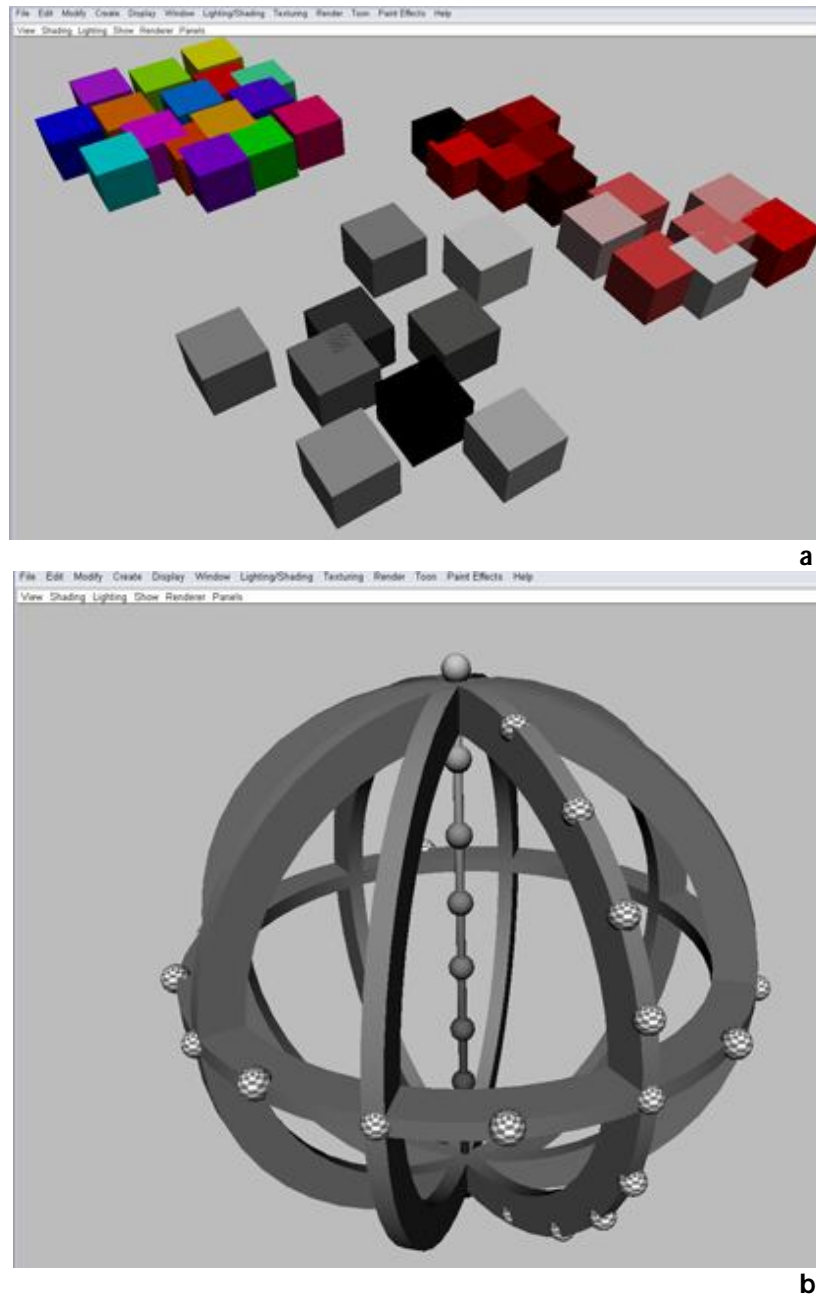 File Edit Modify Create Display Window Lighting/Shading Texturing Render Toon Paint Effects Help
View Shading Lighting Show Renderer Panels
a
File Edit Modify Create Display Window Lighting/Shading Texturing Render Toon Paint Effects Help
View Shading Lighting Show Renderer Panels
b